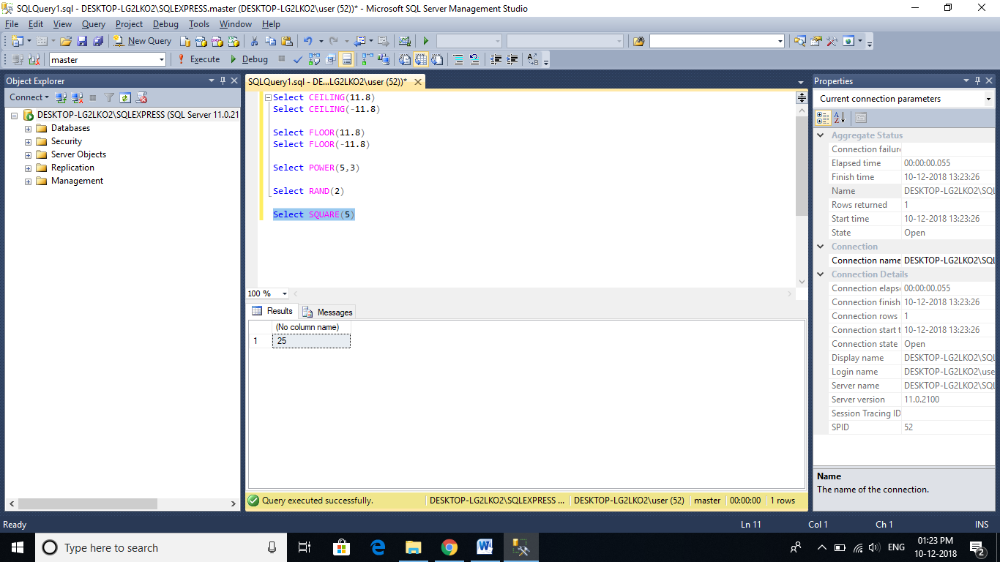 SQLQuery1.sql - DESKTOP-LG2LKO2\SQLEXPRESS.master (DESKTOP-LG2LKO2\user (52))* - Microsoft SQL Server Management Studio
File Edit View Query Project Debug Tools Window Help
New Query
master Execute Debug
Object Explorer
Connect
DESKTOP-LG2LKO2\SQLEXPRESS (SQL Server 11.0.21
Databases
Security
Server Objects
Replication
Management
SQLQuery1.sql - DE...LG2LKO2\user (52))*
Select CEILING(11.8)
Select CEILING(-11.8)
Select FLOOR(11.8)
Select FLOOR(-11.8)
Select POWER(5,3)
Select RAND(2)
Select SQUARE(5)
100 %
Results Messages
(No column name)
1 25
Query executed successfully. DESKTOP-LG2LKO2\SQLEXPRESS ... DESKTOP-LG2LKO2\user (52) master 00:00:00 1 rows
Properties
Current connection parameters
Aggregate Status
Connection failure
Elapsed time 00:00:00.055
Finish time 10-12-2018 13:23:26
Name DESKTOP-LG2LKO2\SQL
Rows returned 1
Start time 10-12-2018 13:23:26
State Open
Connection
Connection name DESKTOP-LG2LKO2\SQL
Connection Details
Connection elaps 00:00:00.055
Connection finish 10-12-2018 13:23:26
Connection rows 1
Connection start t 10-12-2018 13:23:26
Connection state Open
Display name DESKTOP-LG2LKO2\SQL
Login name DESKTOP-LG2LKO2\use
Server name DESKTOP-LG2LKO2\SQL
Server version 11.0.2100
Session Tracing ID
SPID 52
Name
The name of the connection.
Ready Ln 11 Col 1 Ch 1 INS
Type here to search
ENG
01:23 PM
10-12-2018
2